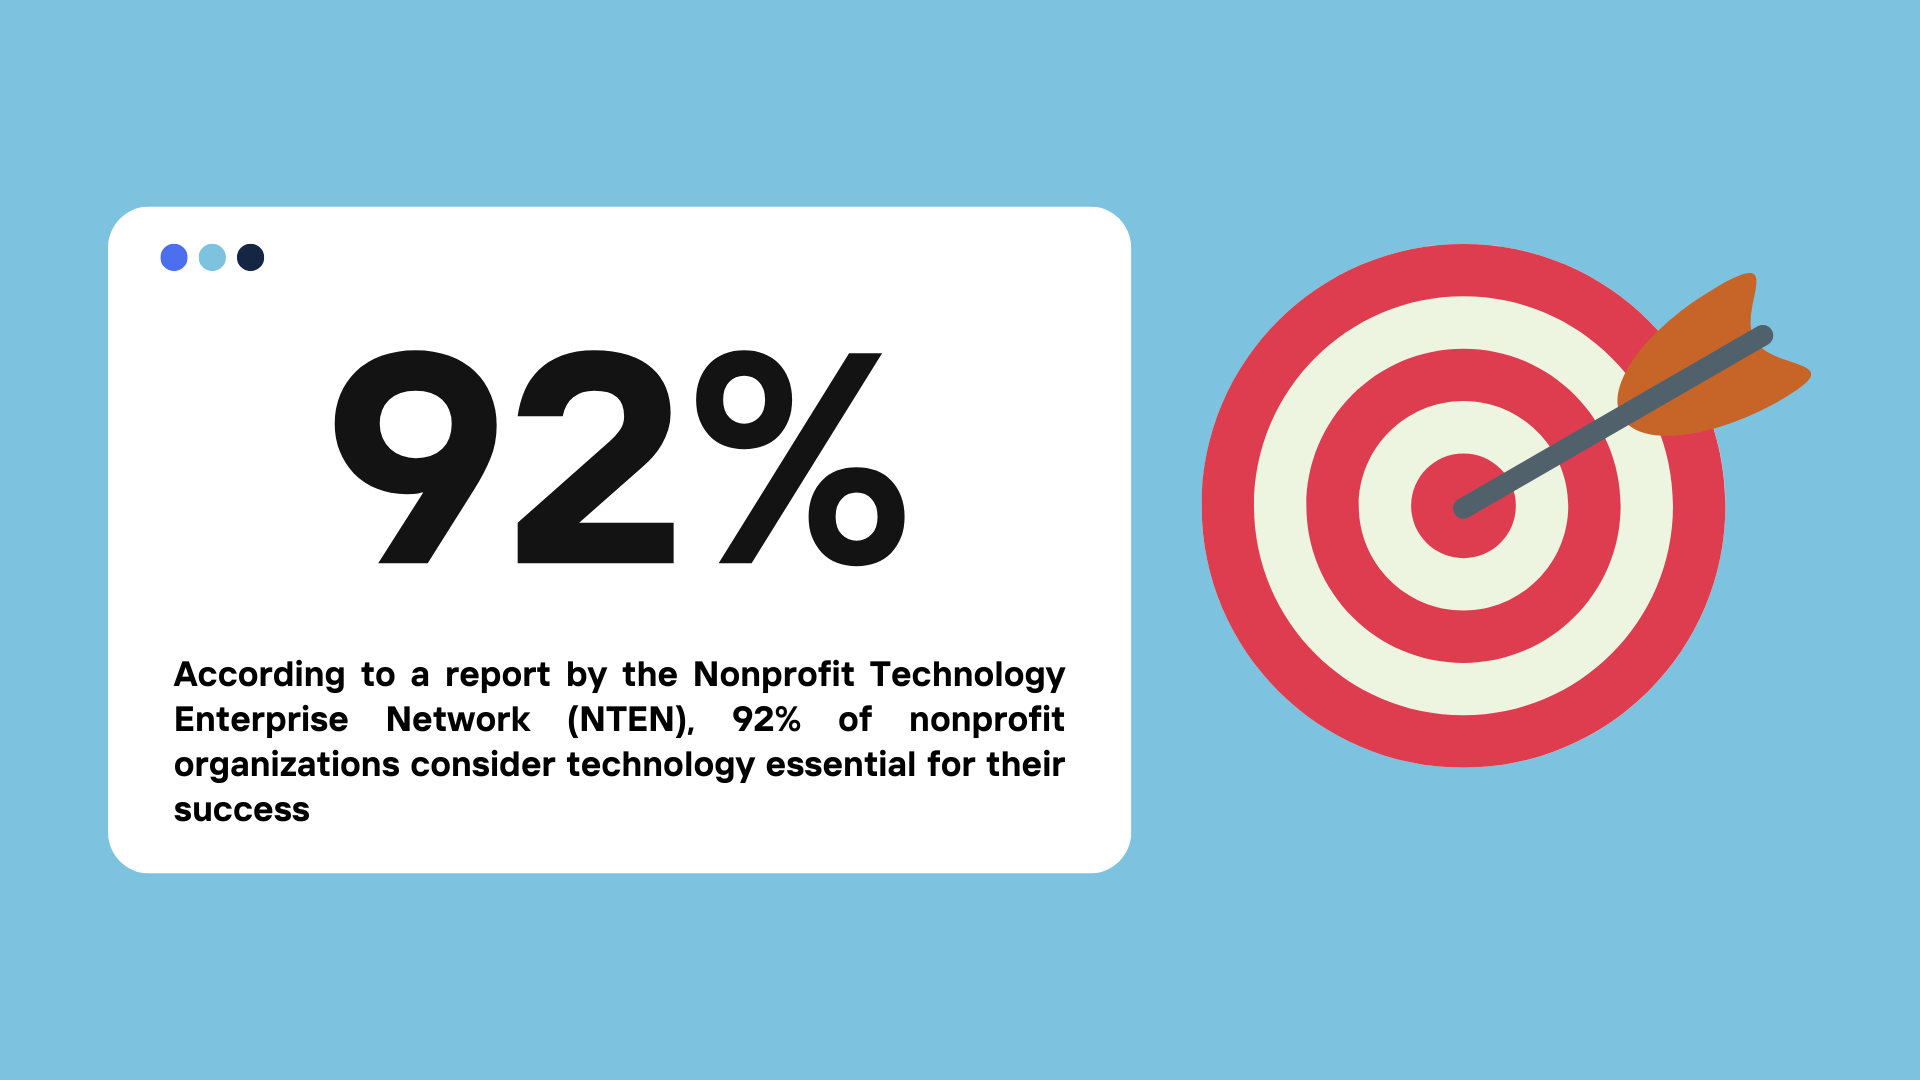 92%
According to a report by the Nonprofit Technology
Enterprise Network (NTEN), 92% of nonprofit
organizations consider technology essential for their
success